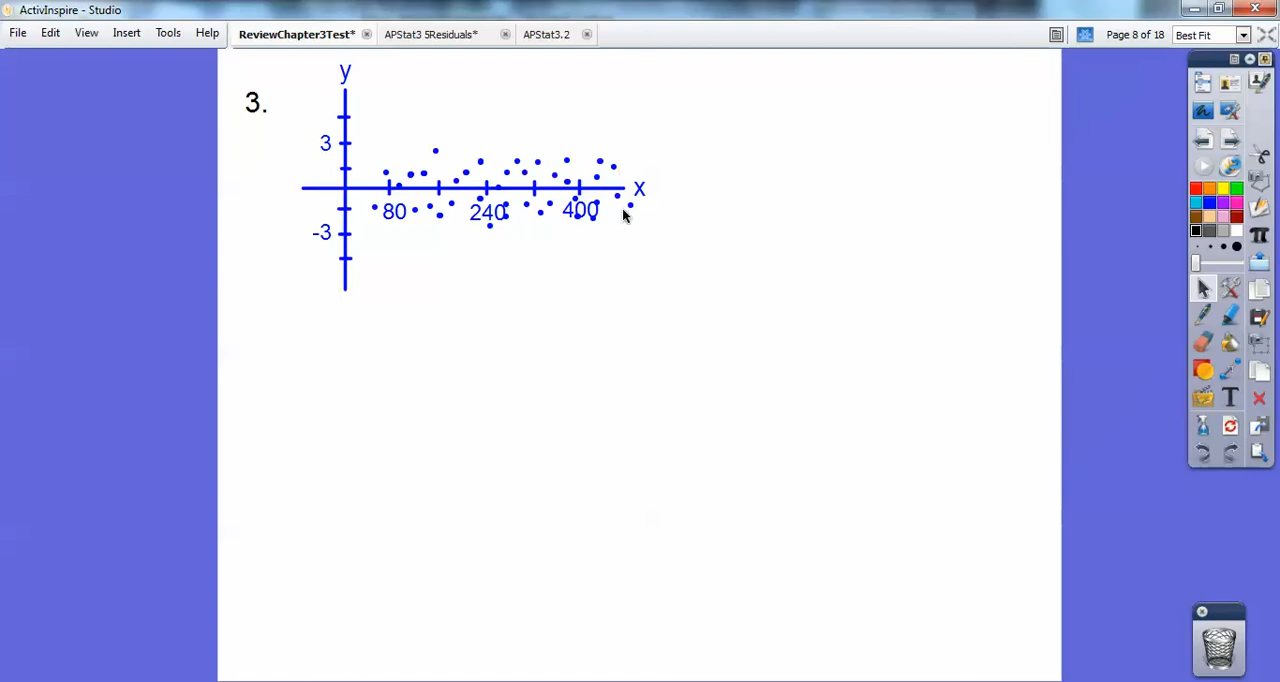 ActivInspire - Studio
File Edit View Insert Tools Help
ReviewChapter3Test* APStat3 5Residuals* APStat3.2
Page 8 of 18 Best Fit
3.
y
3
x
80 240 400
-3